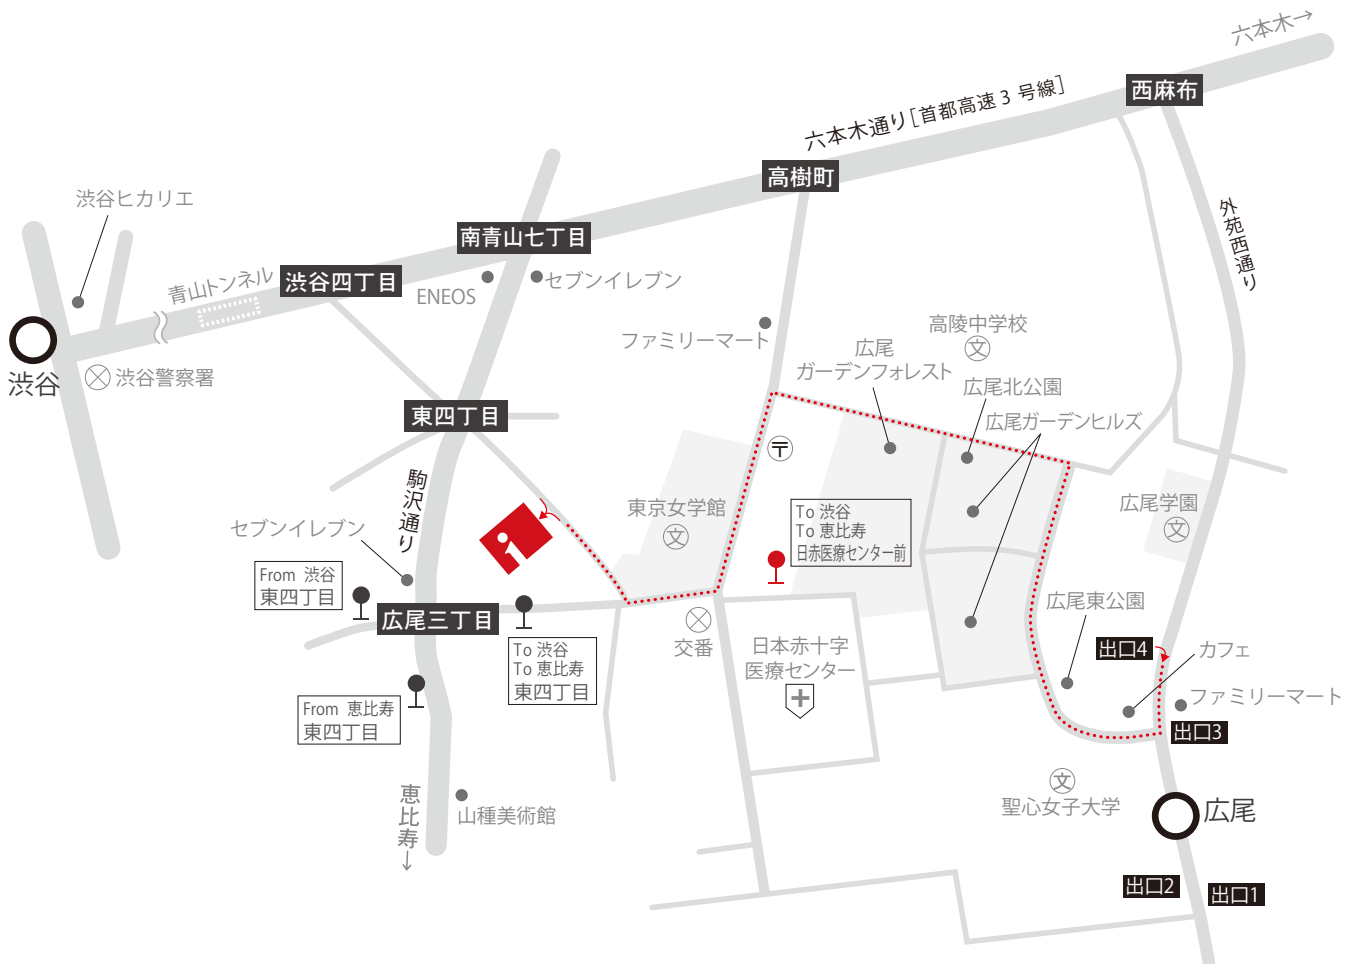 六本木→
西麻布
六本木通り[首都高速3号線]
高樹町
渋谷ヒカリエ
外苑西通り
南青山七丁目
青山トンネル
渋谷四丁目
ENEOS
セブンイレブン
ファミリーマート
高陵中学校
文
広尾
ガーデンフォレスト
渋谷
渋谷警察署
広尾北公園
東四丁目
広尾ガーデンヒルズ
〒
駒沢通り
東京女学館
文
To 渋谷
To 恵比寿
日赤医療センター前
広尾学園
文
セブンイレブン
From 渋谷
東四丁目
広尾三丁目
広尾東公園
交番
日本赤十字
医療センター
To 渋谷
To 恵比寿
東四丁目
出口4
カフェ
From 恵比寿
東四丁目
ファミリーマート
出口3
文
聖心女子大学
恵比寿↓
山種美術館
広尾
出口2
出口1